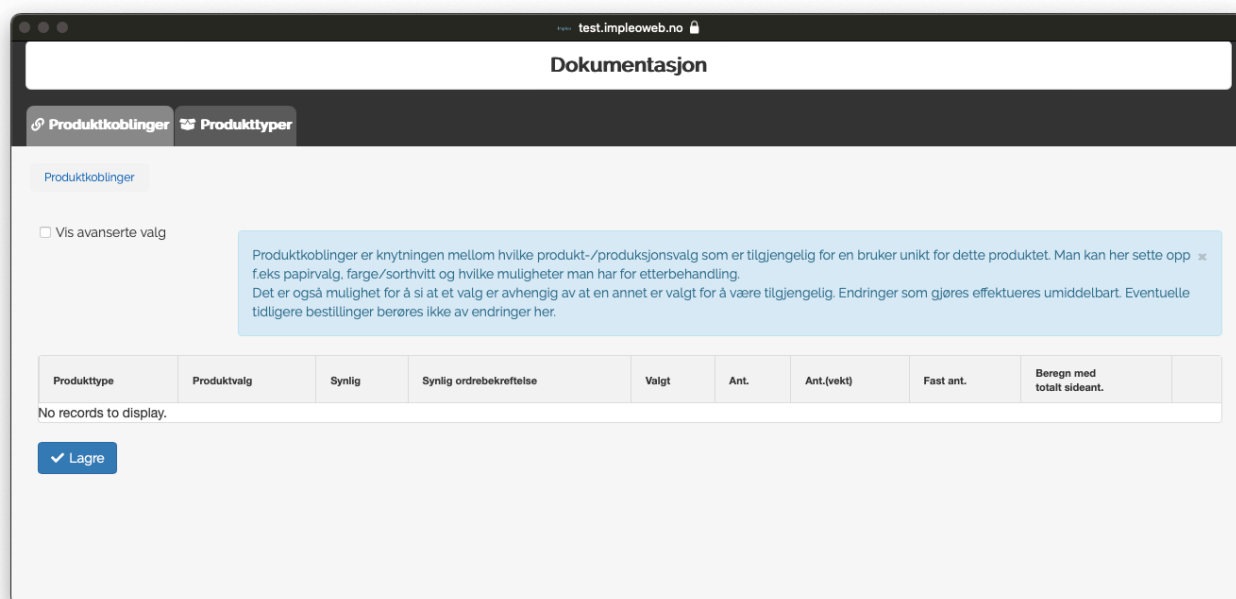 test.impleoweb.no
Dokumentasjon
Produktkoblinger Produkttyper
Produktkoblinger
Vis avanserte valg
Produktkoblinger er knytningen mellom hvilke produkt-/produksjonsvalg som er tilgjengelig for en bruker unikt for dette produktet. Man kan her sette opp
f.eks papirvalg, farge/sorthvitt og hvilke muligheter man har for etterbehandling.
Det er også mulighet for å si at et valg er avhengig av at en annet er valgt for å være tilgjengelig. Endringer som gjøres effektueres umiddelbart. Eventuelle
tidligere bestillinger berøres ikke av endringer her.
Produkttype Produktvalg Synlig Synlig ordrebekreftelse Valgt Ant. Ant.(vekt) Fast ant. Beregn med
totalt sideant.
No records to display.
Lagre